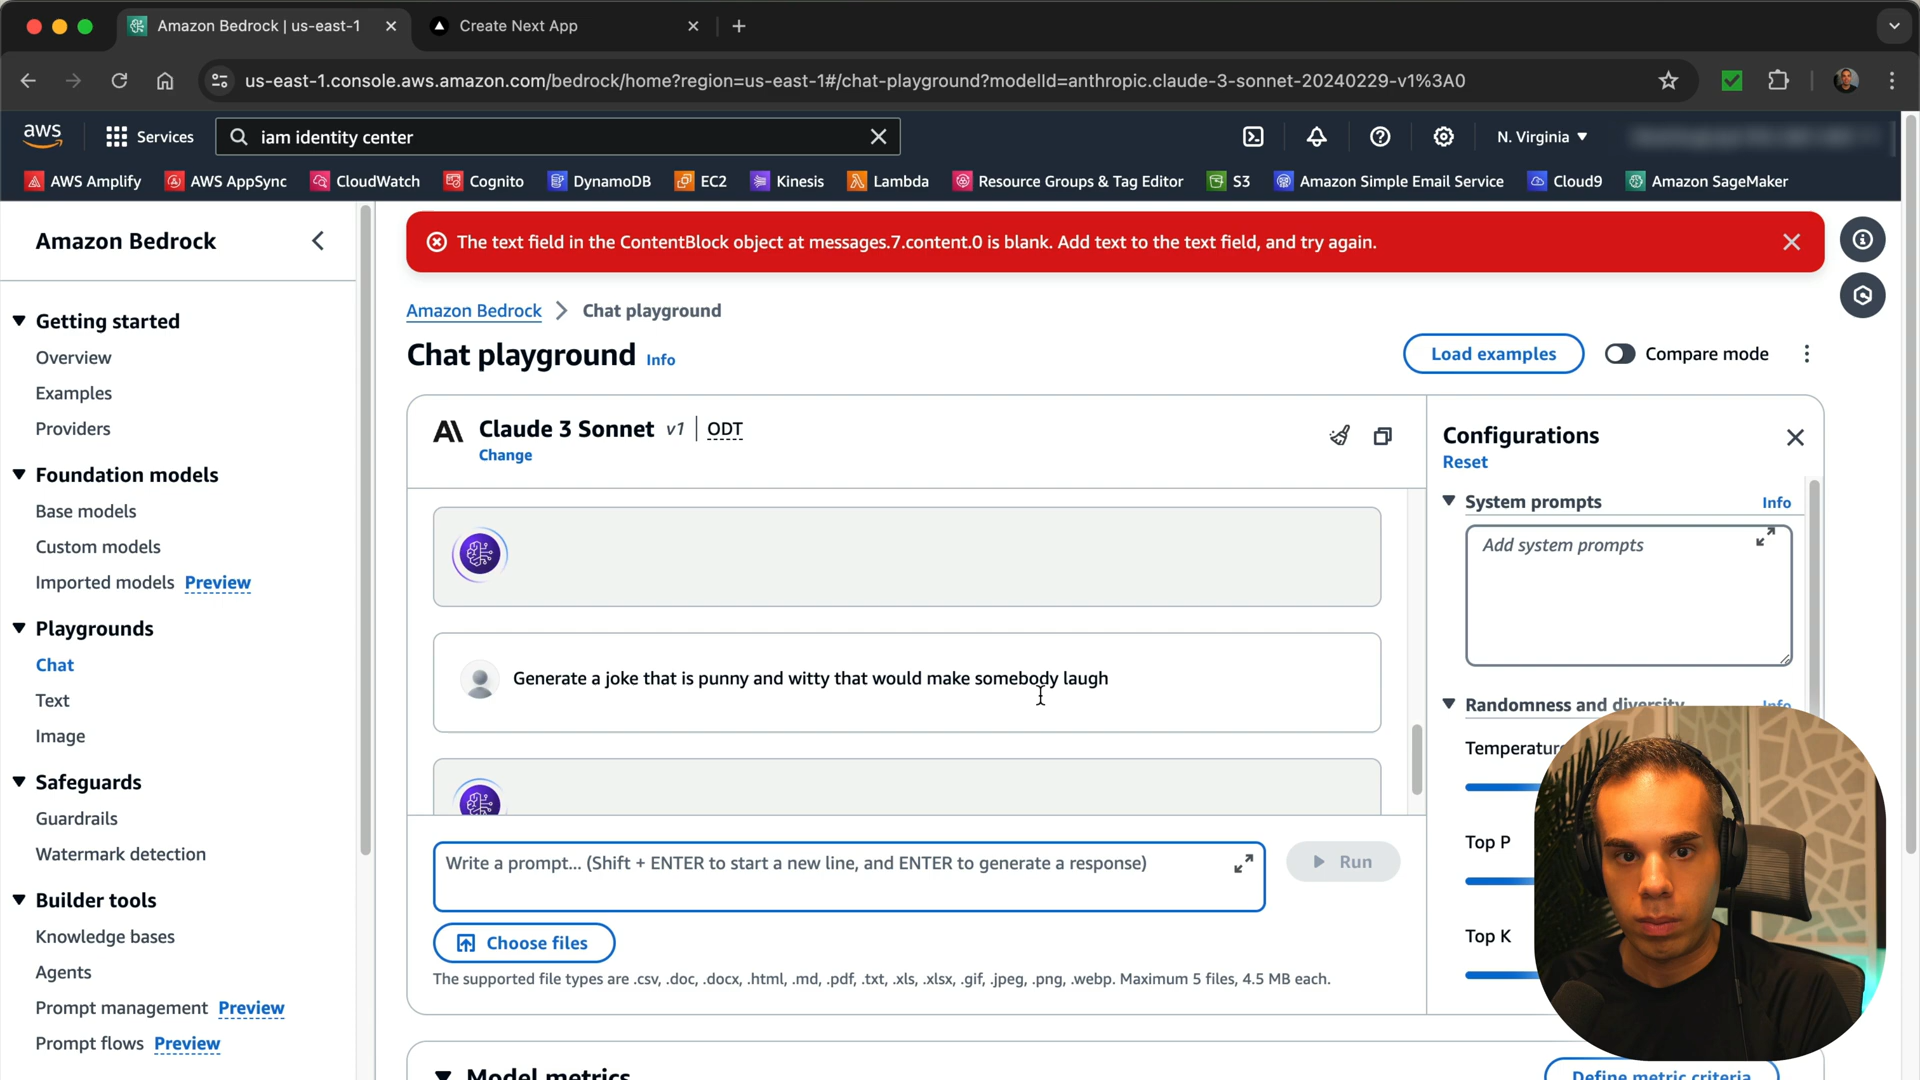 Amazon Bedrock | us-east-1
Create Next App
us-east-1.console.aws.amazon.com/bedrock/home?region=us-east-1#/chat-playground?modelId=anthropic.claude-3-sonnet-20240229-v1%3A0
aws
Services
iam identity center
N. Virginia
AWS Amplify
AWS AppSync
CloudWatch
Cognito
DynamoDB
EC2
Kinesis
Lambda
Resource Groups & Tag Editor
S3
Amazon Simple Email Service
Cloud9
Amazon SageMaker
Amazon Bedrock
Getting started
Overview
Examples
Providers
Foundation models
Base models
Custom models
Imported models Preview
Playgrounds
Chat
Text
Image
Safeguards
Guardrails
Watermark detection
Builder tools
Knowledge bases
Agents
Prompt management Preview
Prompt flows Preview
The text field in the ContentBlock object at messages.7.content.0 is blank. Add text to the text field, and try again.
Amazon Bedrock
Chat playground
Chat playground Info
Load examples
Compare mode
Claude 3 Sonnet v1 | ODT
Change
Generate a joke that is punny and witty that would make somebody laugh
Write a prompt... (Shift + ENTER to start a new line, and ENTER to generate a response)
Run
Choose files
The supported file types are .csv, .doc, .docx, .html, .md, .pdf, .txt, .xls, .xlsx, .gif, .jpeg, .png, .webp. Maximum 5 files, 4.5 MB each.
Configurations
Reset
System prompts
Info
Add system prompts
Randomness and diversity
Info
Temperature
Top P
Top K
Model metrics
Define metric criteria